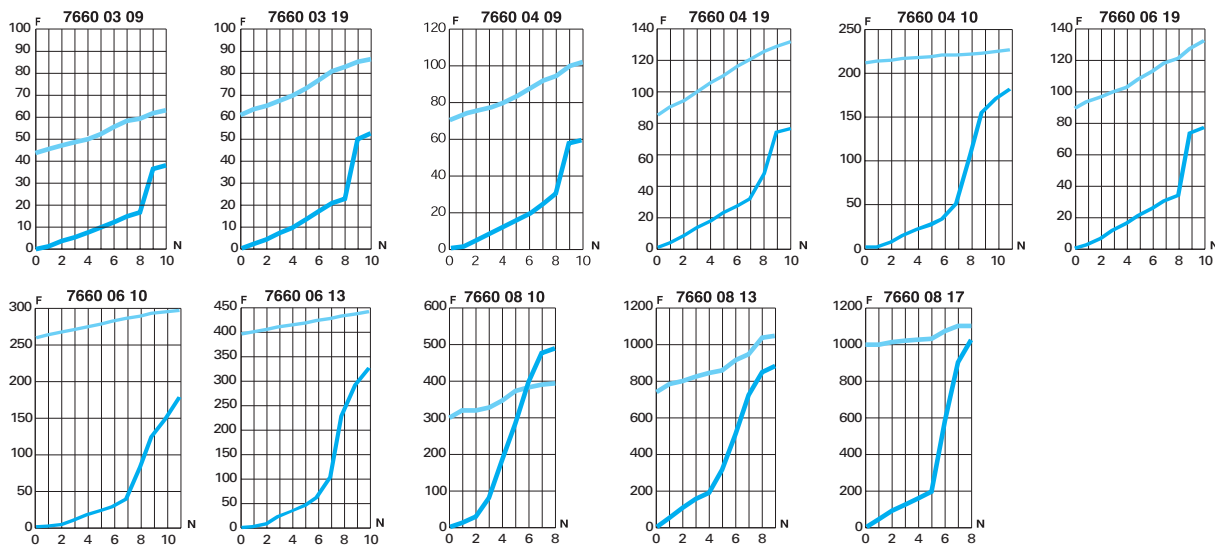 F 7660 03 09
100
90
80
70
60
50
40
30
20
10
0
N
0 2 4 6 8 10
F 7660 03 19
100
90
80
70
60
50
40
30
20
10
0
N
0 2 4 6 8 10
F 7660 04 09
120
100
80
60
40
20
0
N
0 2 4 6 8 10
F 7660 04 19
140
120
100
80
60
40
20
0
N
0 2 4 6 8 10
F 7660 04 10
250
200
150
100
50
0
N
0 2 4 6 8 10
F 7660 06 19
140
120
100
80
60
40
20
0
N
0 2 4 6 8 10
F 7660 06 10
300
250
200
150
100
50
0
N
0 2 4 6 8 10
F 7660 06 13
450
400
350
300
250
200
150
100
50
0
N
0 2 4 6 8 10
F 7660 08 10
600
500
400
300
200
100
0
N
0 2 4 6 8
F 7660 08 13
1200
1000
800
600
400
200
0
N
0 2 4 6 8
F 7660 08 17
1200
1000
800
600
400
200
0
N
0 2 4 6 8